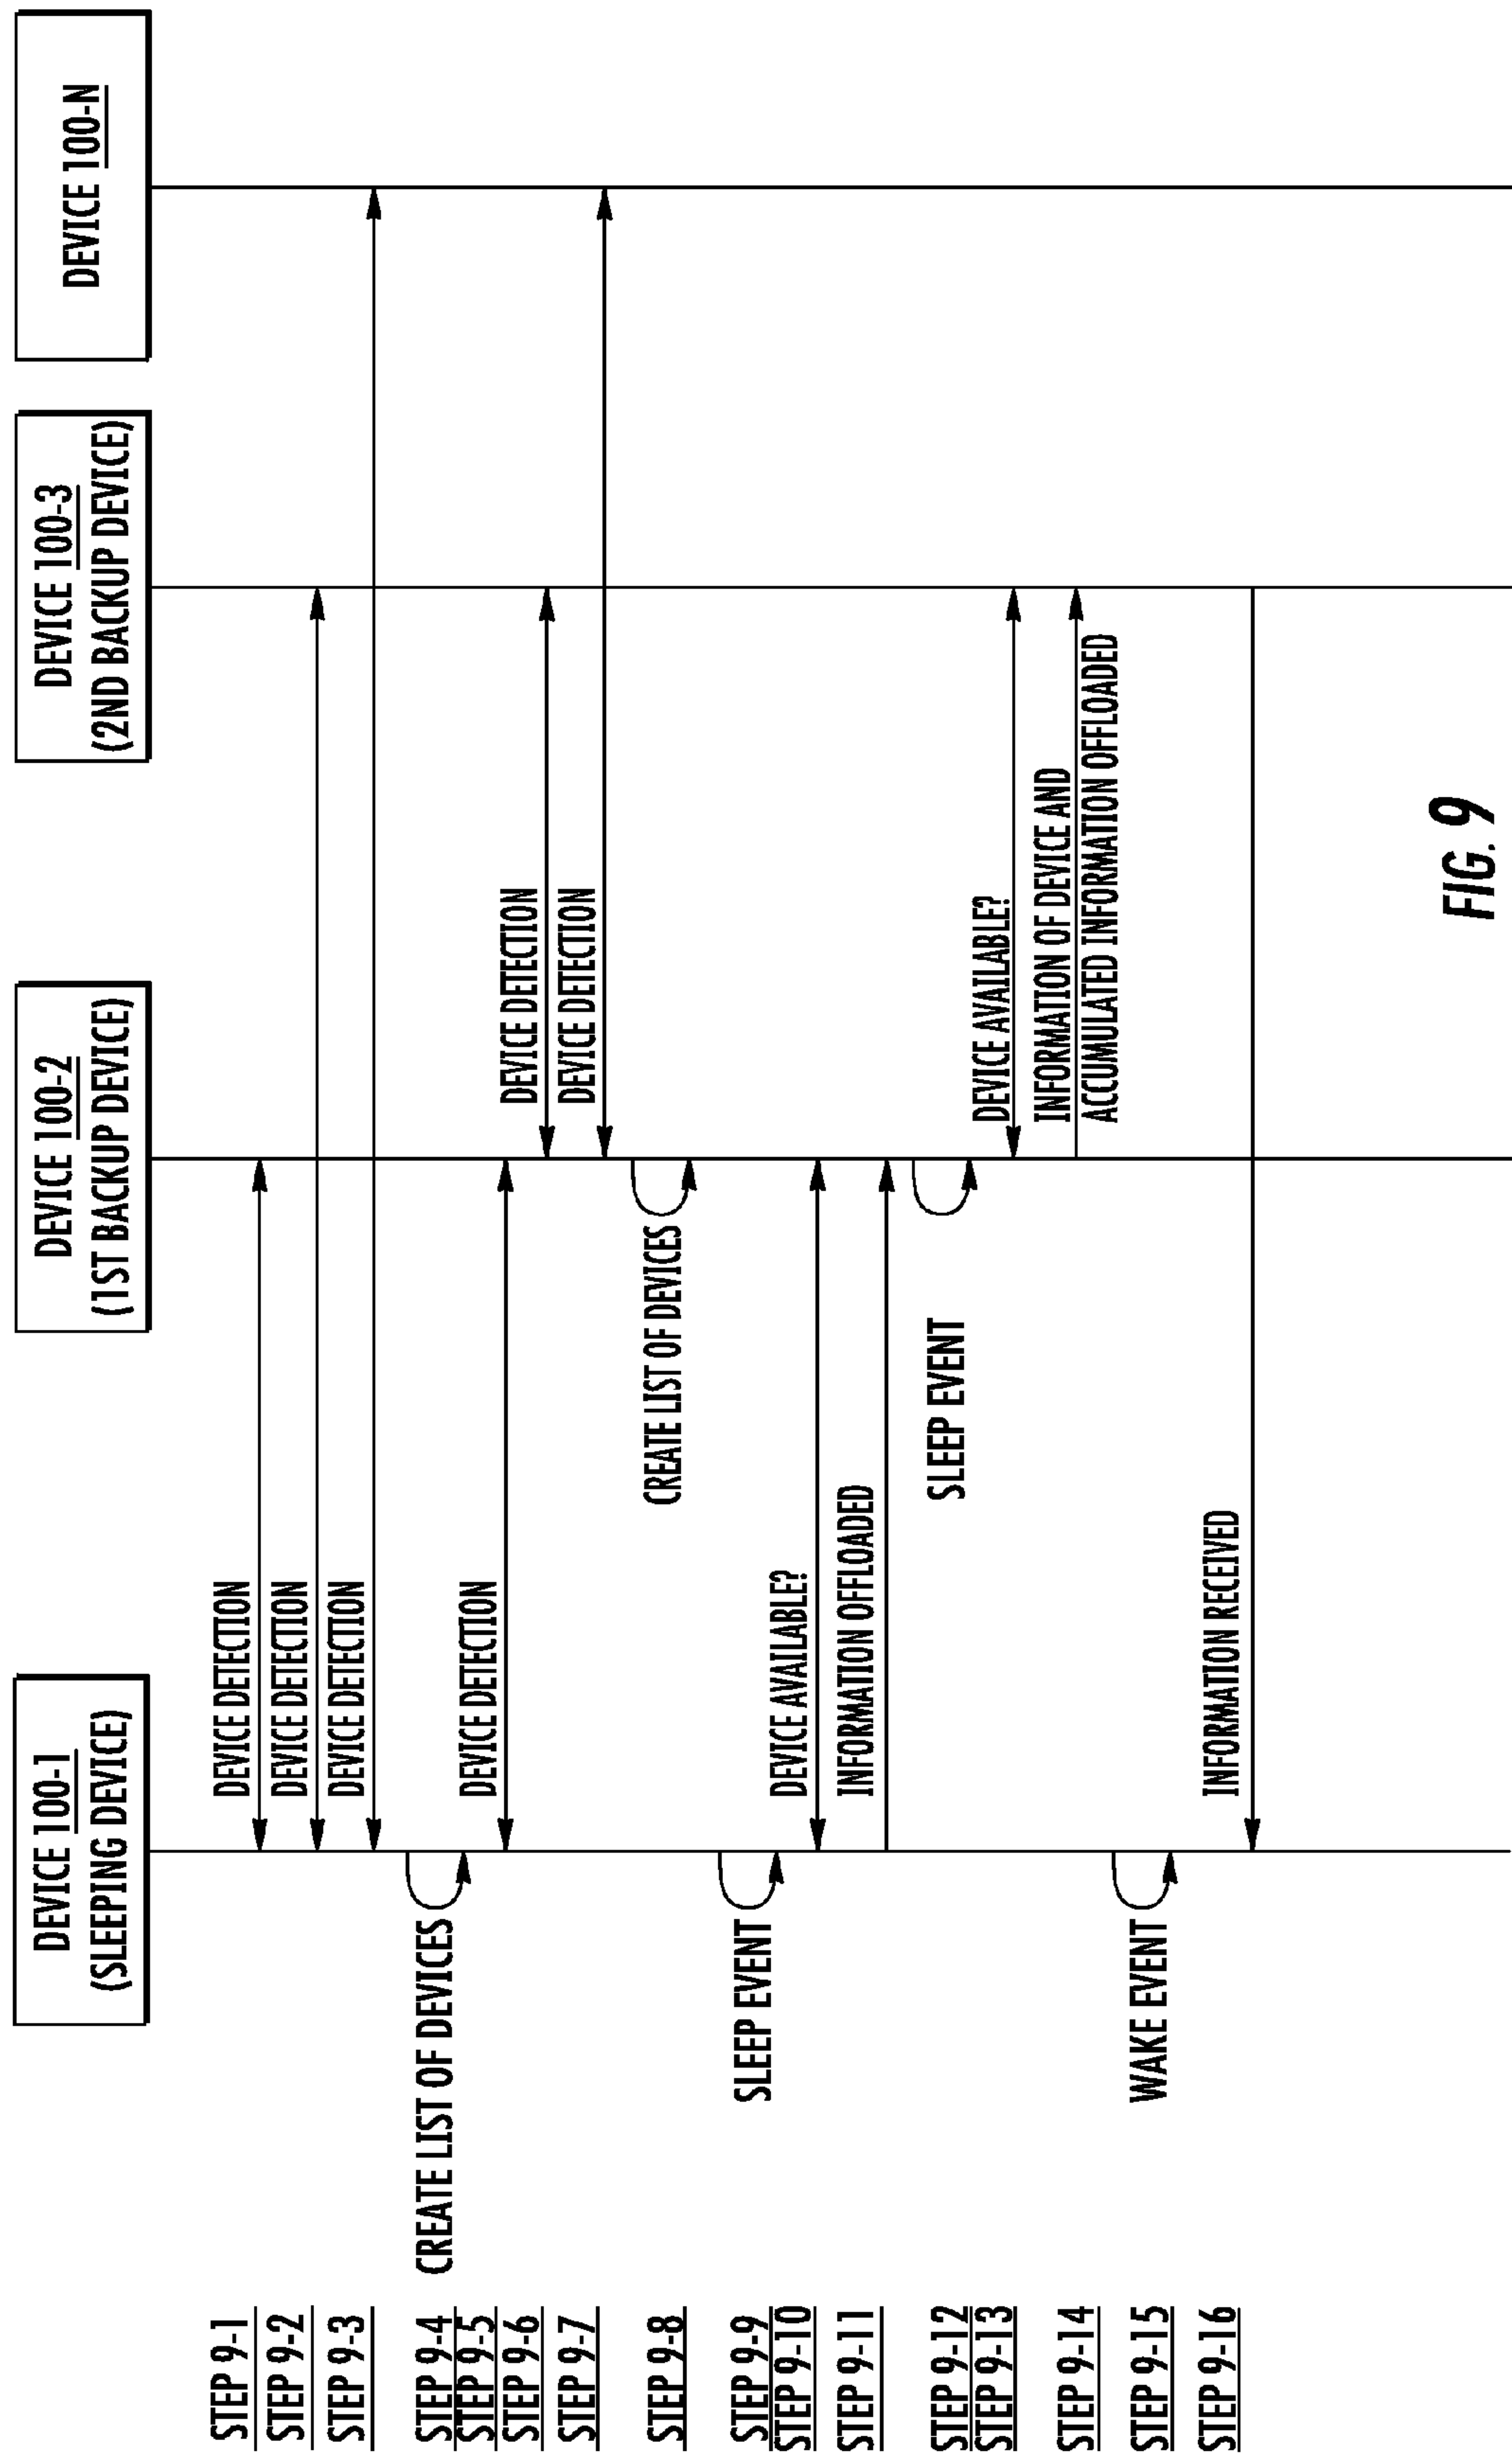 DEVICE 100-1
(SLEEPING DEVICE)
DEVICE 100-2
(1ST BACKUP DEVICE)
DEVICE 100-3
(2ND BACKUP DEVICE)
DEVICE 100-N
STEP 9-1
DEVICE DETECTION
STEP 9-2
DEVICE DETECTION
STEP 9-3
DEVICE DETECTION
STEP 9-4
CREATE LIST OF DEVICES
STEP 9-5
DEVICE DETECTION
STEP 9-6
DEVICE DETECTION
STEP 9-7
DEVICE DETECTION
STEP 9-8
CREATE LIST OF DEVICES
STEP 9-9
SLEEP EVENT
STEP 9-10
DEVICE AVAILABLE?
STEP 9-11
INFORMATION OFFLOADED
STEP 9-12
SLEEP EVENT
STEP 9-13
DEVICE AVAILABLE?
STEP 9-14
INFORMATION OF DEVICE AND
ACCUMULATED INFORMATION OFFLOADED
STEP 9-15
WAKE EVENT
STEP 9-16
INFORMATION RECEIVED
FIG. 9